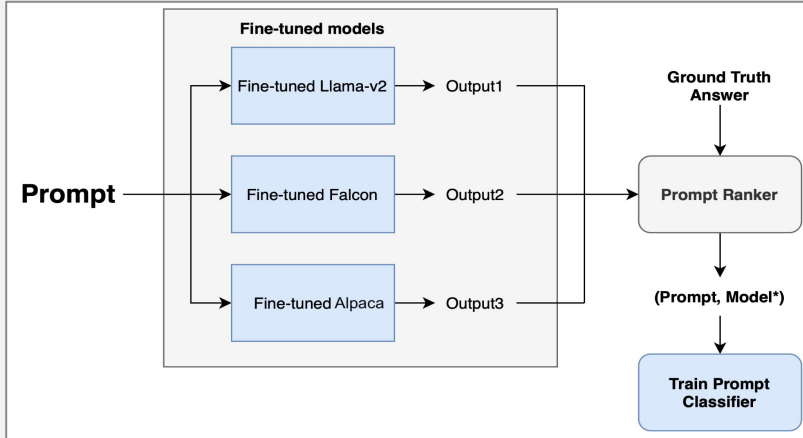 Fine-tuned models
Prompt
Fine-tuned Llama-v2
Output1
Fine-tuned Falcon
Output2
Fine-tuned Alpaca
Output3
Ground Truth
Answer
Prompt Ranker
(Prompt, Model*)
Train Prompt
Classifier